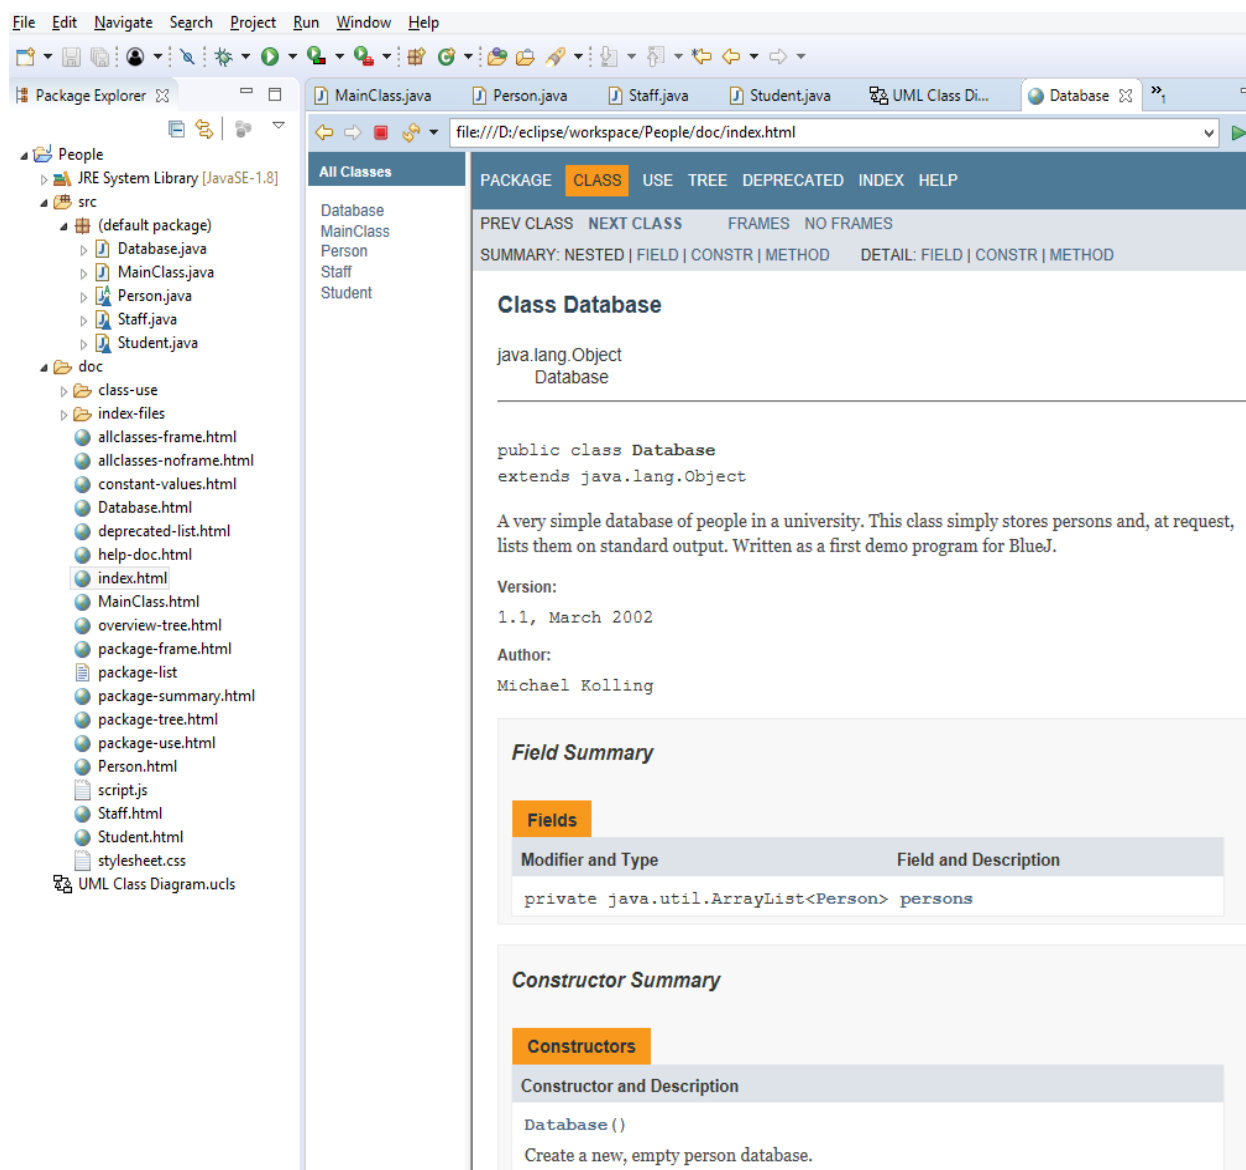 File Edit Navigate Search Project Run Window Help
Package Explorer
MainClass.java Person.java Staff.java Student.java UML Class Di... Database »1
file:///D:/eclipse/workspace/People/doc/index.html
People
JRE System Library [JavaSE-1.8]
src
(default package)
Database.java
MainClass.java
Person.java
Staff.java
Student.java
doc
class-use
index-files
allclasses-frame.html
allclasses-noframe.html
constant-values.html
Database.html
deprecated-list.html
help-doc.html
index.html
MainClass.html
overview-tree.html
package-frame.html
package-list
package-summary.html
package-tree.html
package-use.html
Person.html
script.js
Staff.html
Student.html
stylesheet.css
UML Class Diagram.ucls
All Classes
Database
MainClass
Person
Staff
Student
PACKAGE CLASS USE TREE DEPRECATED INDEX HELP
PREV CLASS NEXT CLASS FRAMES NO FRAMES
SUMMARY: NESTED | FIELD | CONSTR | METHOD DETAIL: FIELD | CONSTR | METHOD
Class Database
java.lang.Object
Database
public class Database
extends java.lang.Object
A very simple database of people in a university. This class simply stores persons and, at request,
lists them on standard output. Written as a first demo program for BlueJ.
Version:
1.1, March 2002
Author:
Michael Kolling
Field Summary
Fields
Modifier and Type Field and Description
private java.util.ArrayList<Person> persons
Constructor Summary
Constructors
Constructor and Description
Database()
Create a new, empty person database.